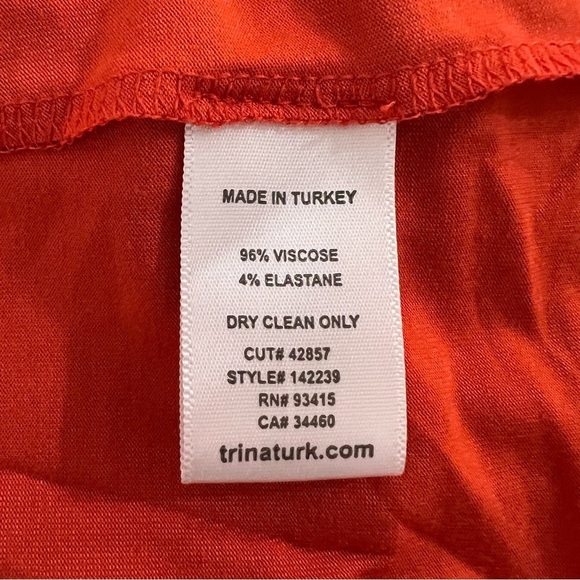 MADE IN TURKEY
96% VISCOSE
4% ELASTANE
DRY CLEAN ONLY
CUT# 42857
STYLE# 142239
RN# 93415
CA# 34460
trinaturk.com